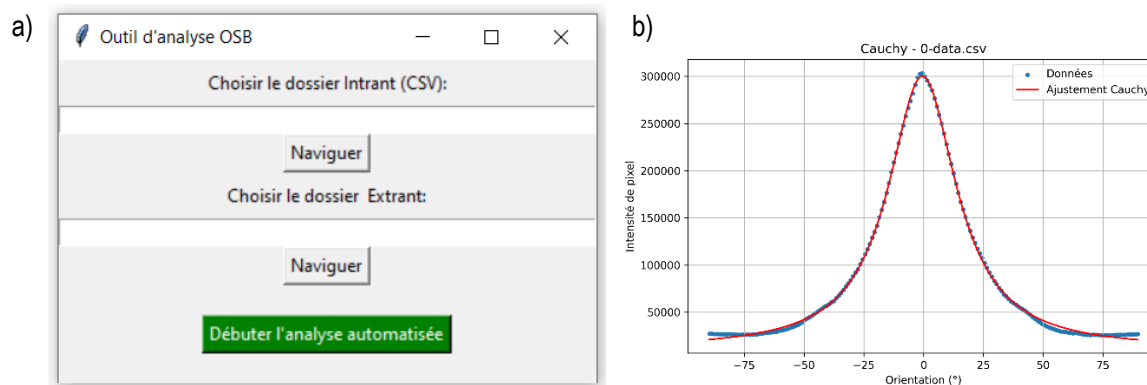 a)
Outil d'analyse OSB
Choisir le dossier Intrant (CSV):
Naviguer
Choisir le dossier  Extrant:
Naviguer
Débuter l'analyse automatisée
b)
Cauchy - 0-data.csv
Données
Ajustement Cauchy
Intensité de pixel
300000
250000
200000
150000
100000
50000
−75 −50 −25 0 25 50 75
Orientation (°)